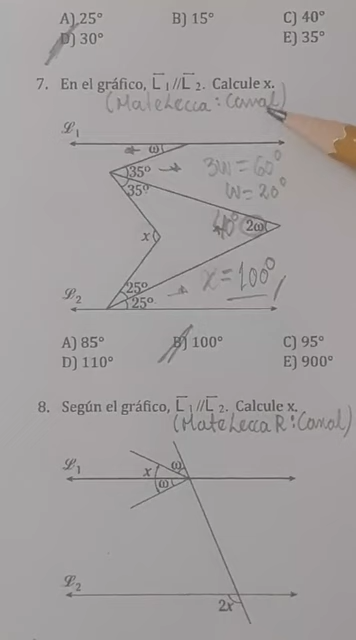 A) 25° B) 15° C) 40°
D) 30° E) 35°
7. En el gráfico, L₁//L₂. Calcule x.
(MateLecca: Canal)
ℒ₁
ω
35° 3W=60°
35° W=20°
x 40° 2ω
25° x=100°
ℒ₂ 25°
A) 85° B) 100° C) 95°
D) 110° E) 900°
8. Según el gráfico, L₁//L₂. Calcule x.
(MateLecca R: Canal)
ω
ℒ₁ x
ω
ℒ₂
2x